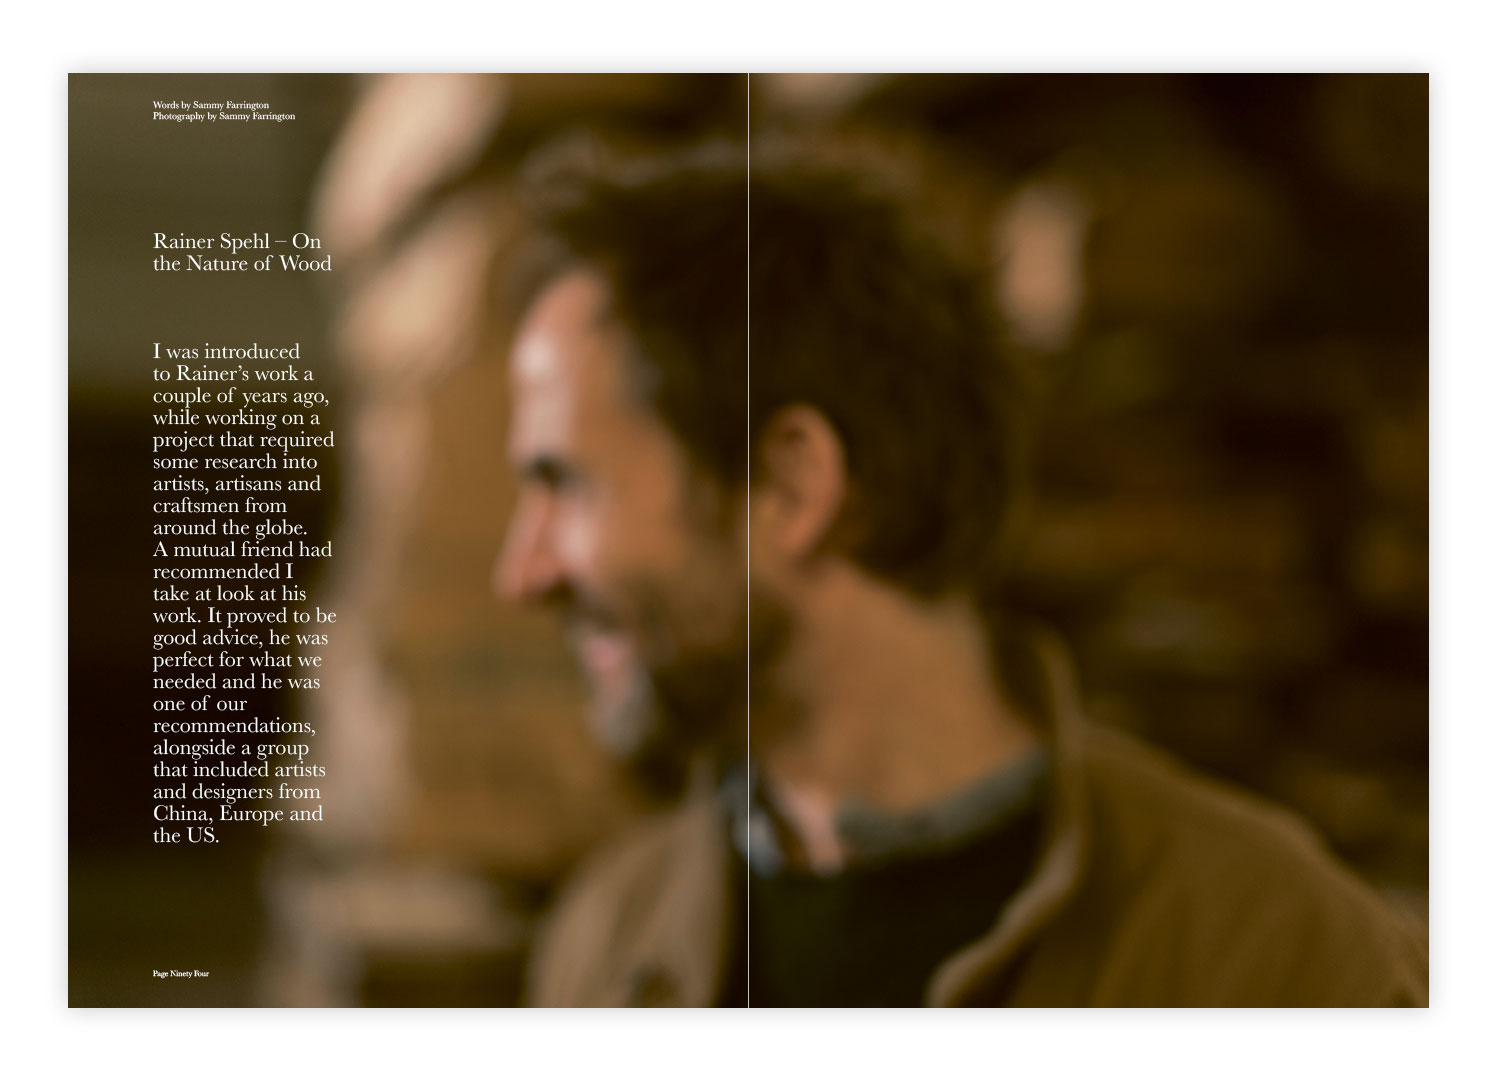 Words by Sammy Farrington
Photography by Sammy Farrington
Rainer Spehl – On
the Nature of Wood
I was introduced
to Rainer’s work a
couple of years ago,
while working on a
project that required
some research into
artists, artisans and
craftsmen from
around the globe.
A mutual friend had
recommended I
take at look at his
work. It proved to be
good advice, he was
perfect for what we
needed and he was
one of our
recommendations,
alongside a group
that included artists
and designers from
China, Europe and
the US.
Page Ninety Four